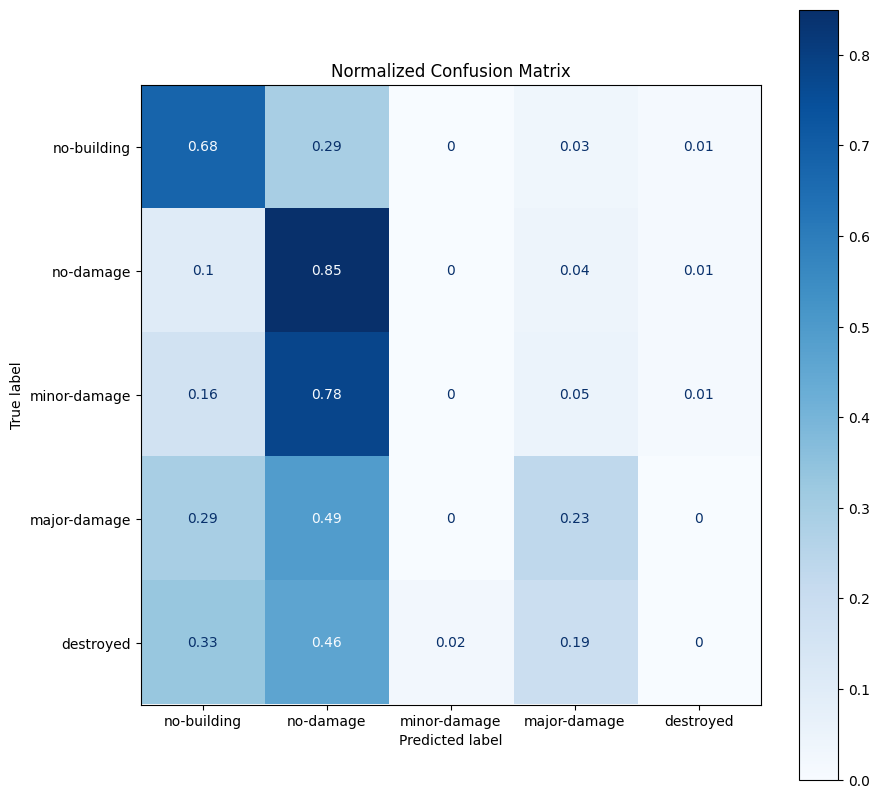 Normalized Confusion Matrix
True label
no-building 0.68 0.29 0 0.03 0.01
no-damage 0.1 0.85 0 0.04 0.01
minor-damage 0.16 0.78 0 0.05 0.01
major-damage 0.29 0.49 0 0.23 0
destroyed 0.33 0.46 0.02 0.19 0
no-building no-damage minor-damage major-damage destroyed
Predicted label
0.8
0.7
0.6
0.5
0.4
0.3
0.2
0.1
0.0